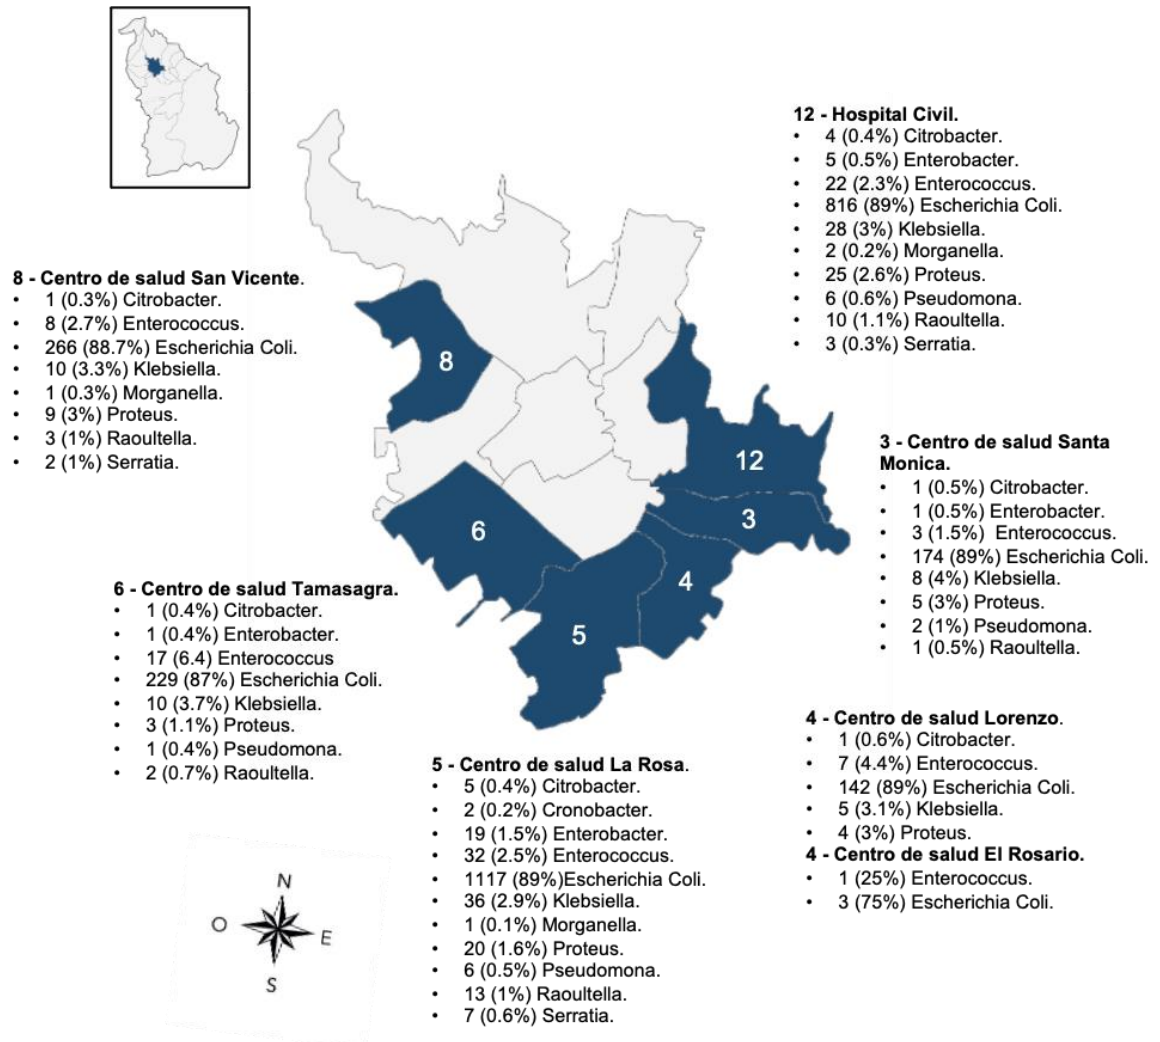 12 - Hospital Civil.
• 4 (0.4%) Citrobacter.
• 5 (0.5%) Enterobacter.
• 22 (2.3%) Enterococcus.
• 816 (89%) Escherichia Coli.
• 28 (3%) Klebsiella.
• 2 (0.2%) Morganella.
• 25 (2.6%) Proteus.
• 6 (0.6%) Pseudomona.
• 10 (1.1%) Raoultella.
• 3 (0.3%) Serratia.
8 - Centro de salud San Vicente.
• 1 (0.3%) Citrobacter.
• 8 (2.7%) Enterococcus.
• 266 (88.7%) Escherichia Coli.
• 10 (3.3%) Klebsiella.
• 1 (0.3%) Morganella.
• 9 (3%) Proteus.
• 3 (1%) Raoultella.
• 2 (1%) Serratia.
8
12
3
6
4
5
3 - Centro de salud Santa
Monica.
• 1 (0.5%) Citrobacter.
• 1 (0.5%) Enterobacter.
• 3 (1.5%) Enterococcus.
• 174 (89%) Escherichia Coli.
• 8 (4%) Klebsiella.
• 5 (3%) Proteus.
• 2 (1%) Pseudomona.
• 1 (0.5%) Raoultella.
6 - Centro de salud Tamasagra.
• 1 (0.4%) Citrobacter.
• 1 (0.4%) Enterobacter.
• 17 (6.4) Enterococcus
• 229 (87%) Escherichia Coli.
• 10 (3.7%) Klebsiella.
• 3 (1.1%) Proteus.
• 1 (0.4%) Pseudomona.
• 2 (0.7%) Raoultella.
5 - Centro de salud La Rosa.
• 5 (0.4%) Citrobacter.
• 2 (0.2%) Cronobacter.
• 19 (1.5%) Enterobacter.
• 32 (2.5%) Enterococcus.
• 1117 (89%)Escherichia Coli.
• 36 (2.9%) Klebsiella.
• 1 (0.1%) Morganella.
• 20 (1.6%) Proteus.
• 6 (0.5%) Pseudomona.
• 13 (1%) Raoultella.
• 7 (0.6%) Serratia.
4 - Centro de salud Lorenzo.
• 1 (0.6%) Citrobacter.
• 7 (4.4%) Enterococcus.
• 142 (89%) Escherichia Coli.
• 5 (3.1%) Klebsiella.
• 4 (3%) Proteus.
4 - Centro de salud El Rosario.
• 1 (25%) Enterococcus.
• 3 (75%) Escherichia Coli.
N
O
E
S